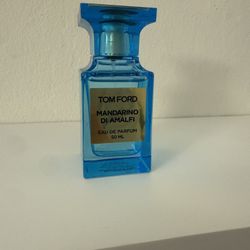 TOM FORD
MANDARINO
DI AMALFI
EAU DE PARFUM
50 ML